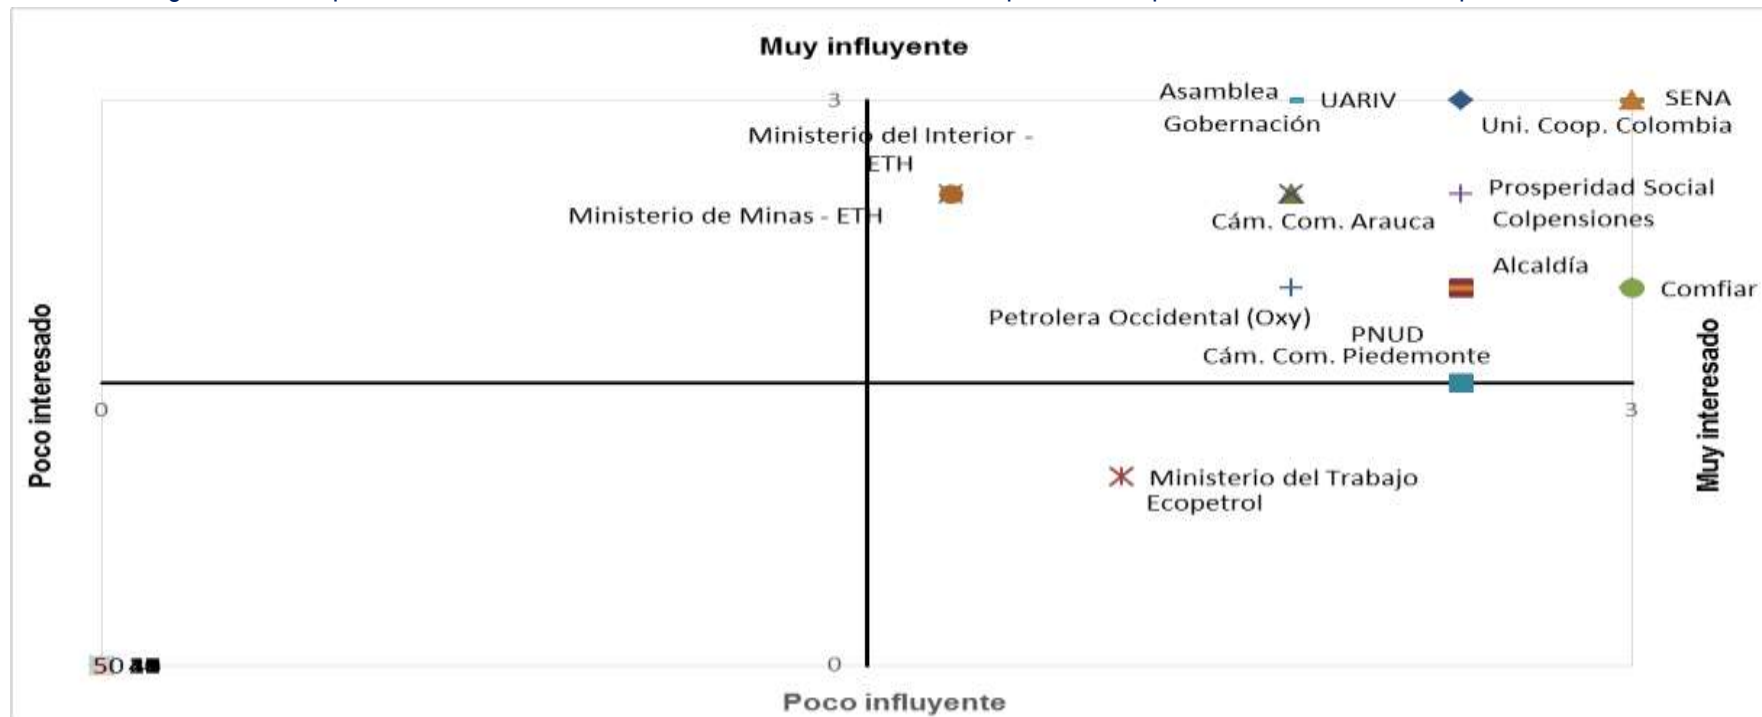 Muy influyente
3
Asamblea
UARIV
SENA
Gobernación
Uni. Coop. Colombia
Ministerio del Interior -
ETH
Ministerio de Minas - ETH
Cám. Com. Arauca
Prosperidad Social
Colpensiones
Alcaldía
Comfiar
Petrolera Occidental (Oxy)
PNUD
Cám. Com. Piedemonte
Poco interesado
Muy interesado
0
3
Ministerio del Trabajo
Ecopetrol
50
0
Poco influyente